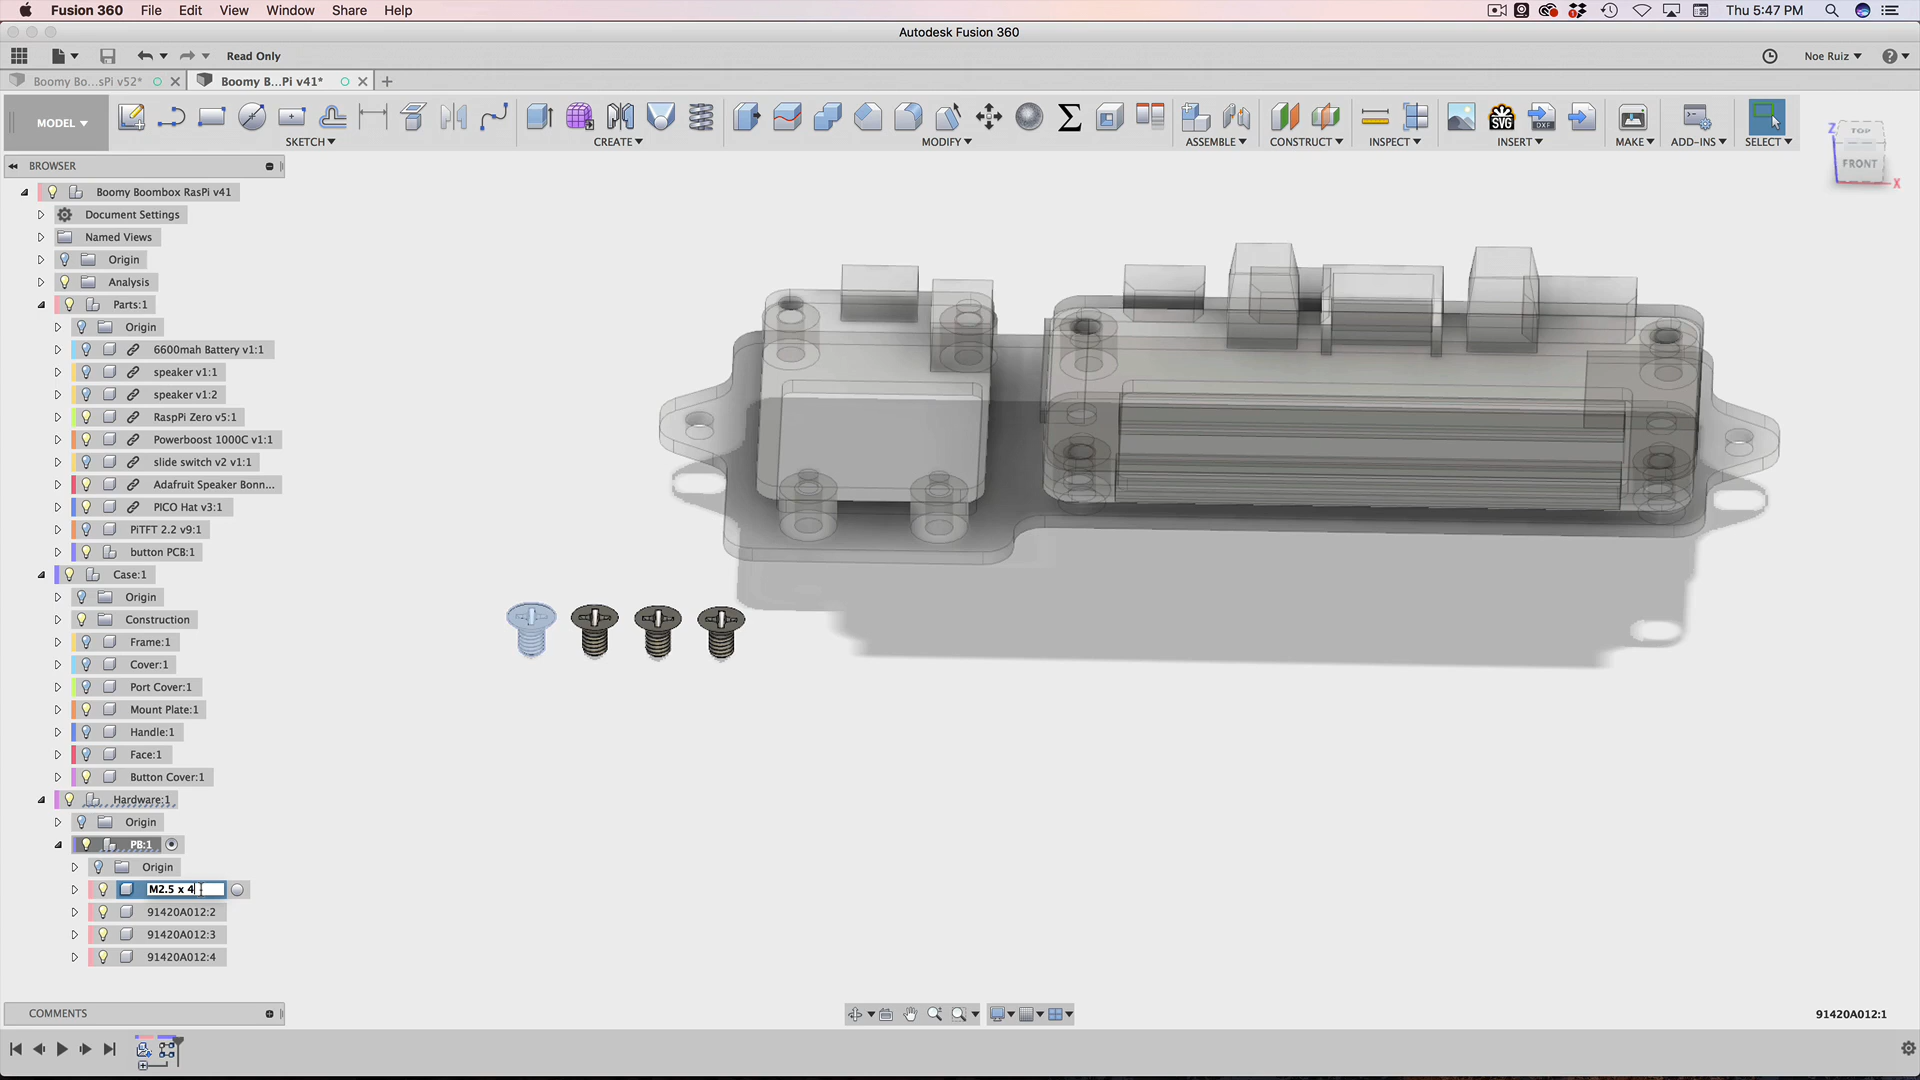 Fusion 360 File Edit View Window Share Help Thu 5:47 PM
Autodesk Fusion 360
Read Only Noe Ruiz
Boomy Bo...sPi v52* Boomy B...Pi v41*
MODEL
SKETCH CREATE MODIFY ASSEMBLE CONSTRUCT INSPECT INSERT MAKE ADD-INS SELECT
SVG
DXF
Z TOP
FRONT
X
BROWSER
Boomy Boombox RasPi v41
Document Settings
Named Views
Origin
Analysis
Parts:1
Origin
6600mah Battery v1:1
speaker v1:1
speaker v1:2
RaspPi Zero v5:1
Powerboost 1000C v1:1
slide switch v2 v1:1
Adafruit Speaker Bonn...
PICO Hat v3:1
PiTFT 2.2 v9:1
button PCB:1
Case:1
Origin
Construction
Frame:1
Cover:1
Port Cover:1
Mount Plate:1
Handle:1
Face:1
Button Cover:1
Hardware:1
Origin
PB:1
Origin
M2.5 x 4
91420A012:2
91420A012:3
91420A012:4
COMMENTS
91420A012:1